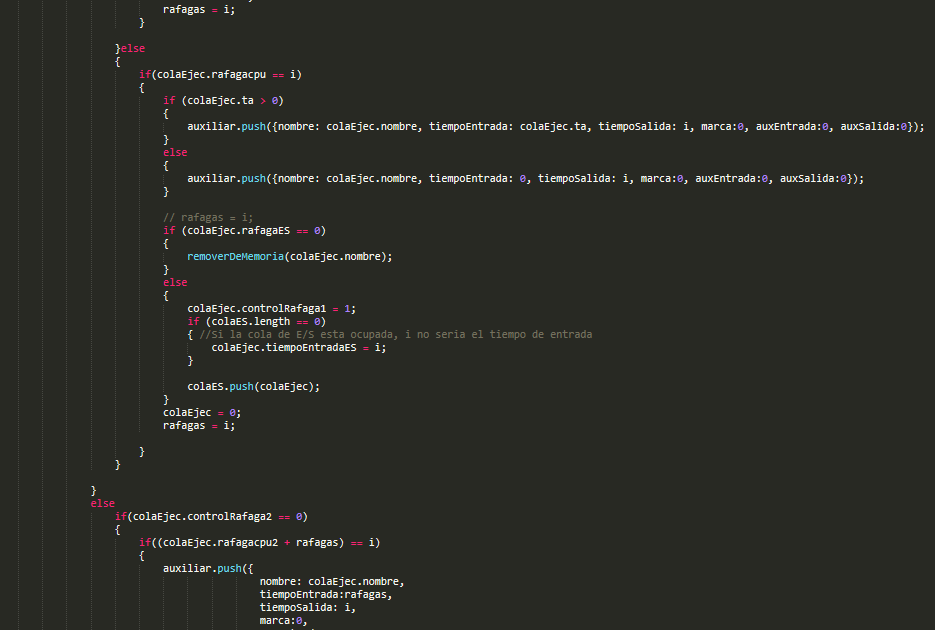 rafagas = i;
}
}else
{
if(colaEjec.rafagacpu == i)
{
if (colaEjec.ta > 0)
{
auxiliar.push({nombre: colaEjec.nombre, tiempoEntrada: colaEjec.ta, tiempoSalida: i, marca:0, auxEntrada:0, auxSalida:0});
}
else
{
auxiliar.push({nombre: colaEjec.nombre, tiempoEntrada: 0, tiempoSalida: i, marca:0, auxEntrada:0, auxSalida:0});
}
// rafagas = i;
if (colaEjec.rafagaES == 0)
{
removerDeMemoria(colaEjec.nombre);
}
else
{
colaEjec.controlRafaga1 = 1;
if (colaES.length == 0)
{ //Si la cola de E/S esta ocupada, i no seria el tiempo de entrada
colaEjec.tiempoEntradaES = i;
}
colaES.push(colaEjec);
}
colaEjec = 0;
rafagas = i;
}
}
}
else
if(colaEjec.controlRafaga2 == 0)
{
if((colaEjec.rafagacpu2 + rafagas) == i)
{
auxiliar.push({
nombre: colaEjec.nombre,
tiempoEntrada:rafagas,
tiempoSalida: i,
marca:0,